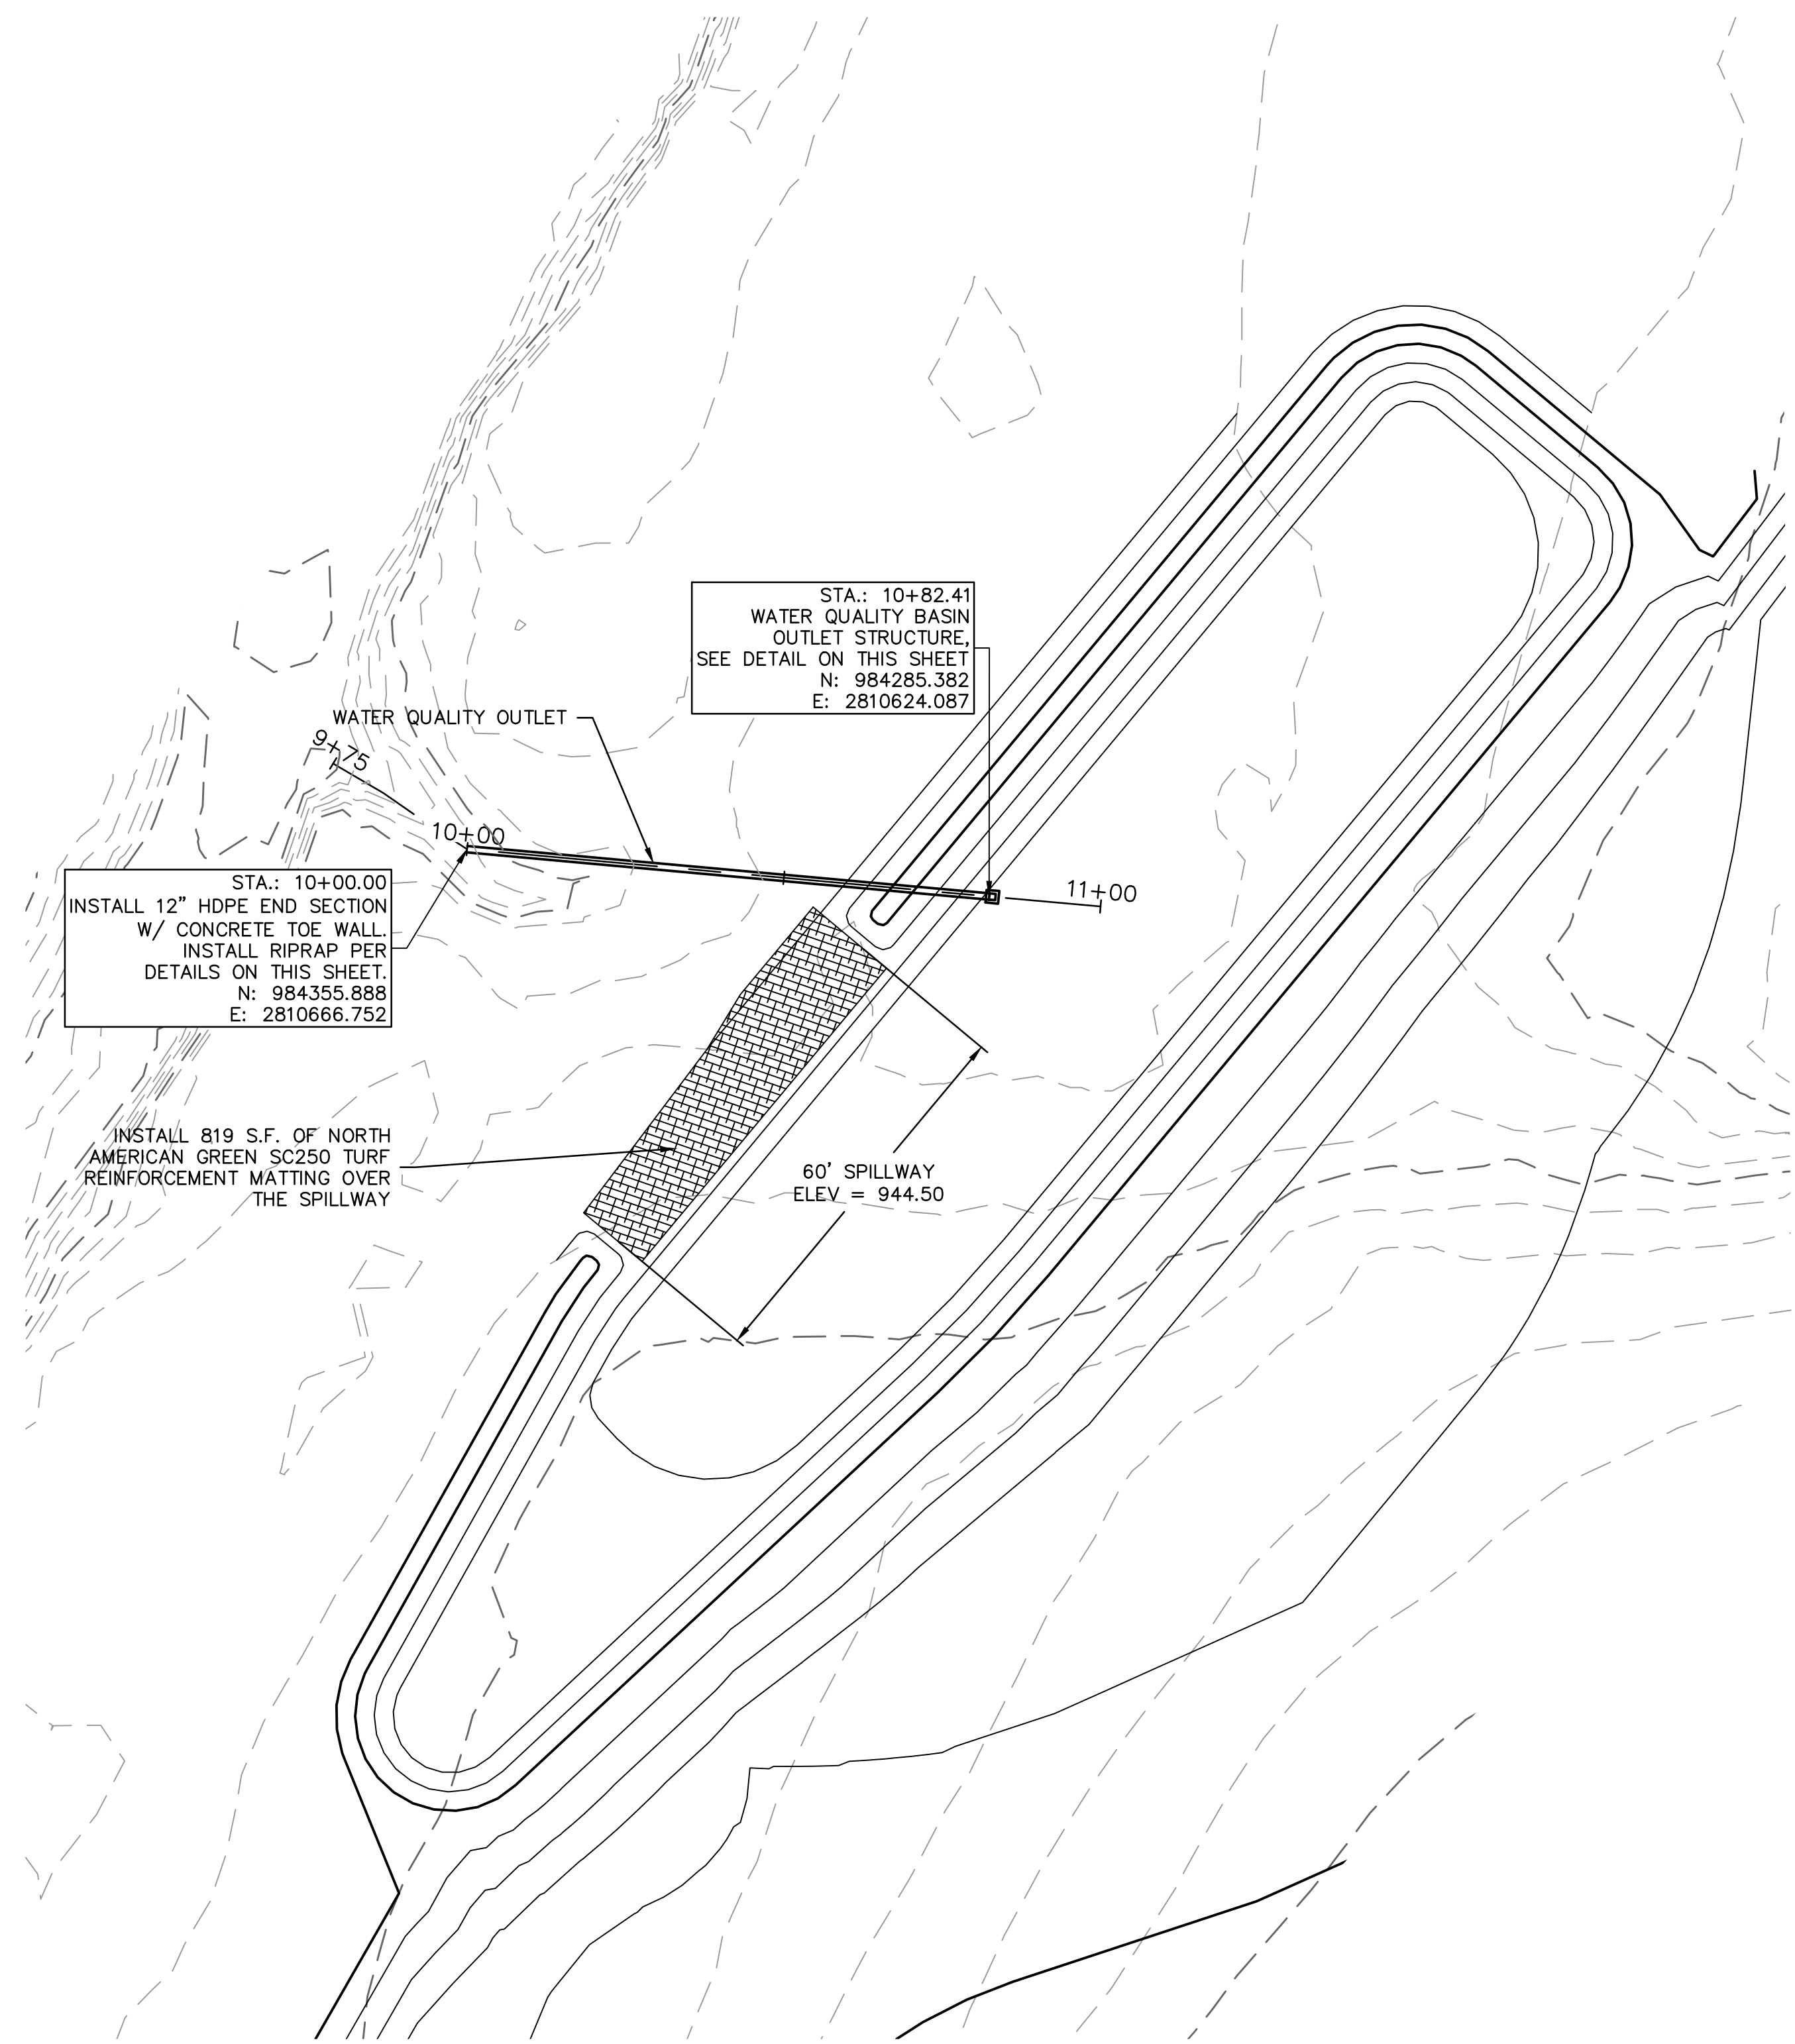 STA.: 10+82.41
WATER QUALITY BASIN
OUTLET STRUCTURE,
SEE DETAIL ON THIS SHEET
N: 984285.382
E: 2810624.087
WATER QUALITY OUTLET
9+75
10+00
11+00
STA.: 10+00.00
INSTALL 12" HDPE END SECTION
W/ CONCRETE TOE WALL.
INSTALL RIPRAP PER
DETAILS ON THIS SHEET.
N: 984355.888
E: 2810666.752
INSTALL 819 S.F. OF NORTH
AMERICAN GREEN SC250 TURF
REINFORCEMENT MATTING OVER
THE SPILLWAY
60' SPILLWAY
ELEV = 944.50